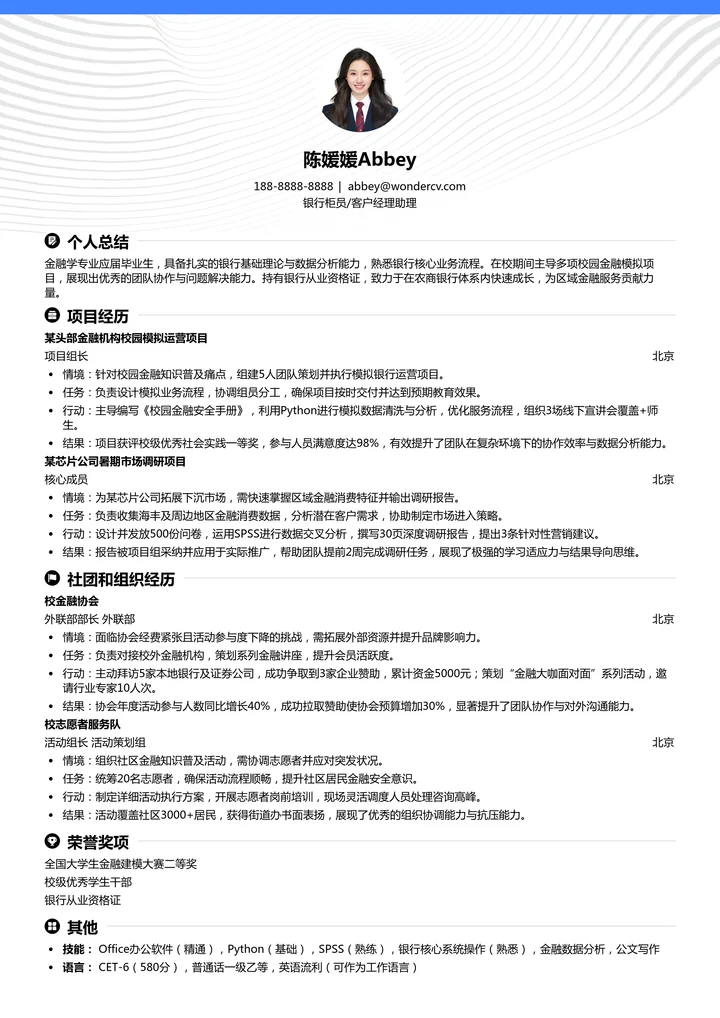 陈媛媛Abbey
188-8888-8888 | abbey@wondercv.com
银行柜员/客户经理助理
个人总结
金融学专业应届毕业生，具备扎实的银行基础理论与数据分析能力，熟悉银行核心业务流程。在校期间主导多项校园金融模拟项
目，展现出优秀的团队协作与问题解决能力。持有银行从业资格证，致力于在农商银行体系内快速成长，为区域金融服务贡献力
量。
项目经历
某头部金融机构校园模拟运营项目
项目组长 北京
• 情境：针对校园金融知识普及痛点，组建5人团队策划并执行模拟银行运营项目。
• 任务：负责设计模拟业务流程，协调组员分工，确保项目按时交付并达到预期教育效果。
• 行动：主导编写《校园金融安全手册》，利用Python进行模拟数据清洗与分析，优化服务流程，组织3场线下宣讲会覆盖+师
生。
• 结果：项目获评校级优秀社会实践一等奖，参与人员满意度达98%，有效提升了团队在复杂环境下的协作效率与数据分析能力。
某芯片公司暑期市场调研项目
核心成员 北京
• 情境：为某芯片公司拓展下沉市场，需快速掌握区域金融消费特征并输出调研报告。
• 任务：负责收集海丰及周边地区金融消费数据，分析潜在客户需求，协助制定市场进入策略。
• 行动：设计并发放500份问卷，运用SPSS进行数据交叉分析，撰写30页深度调研报告，提出3条针对性营销建议。
• 结果：报告被项目组采纳并应用于实际推广，帮助团队提前2周完成调研任务，展现了极强的学习适应力与结果导向思维。
社团和组织经历
校金融协会
外联部部长 外联部 北京
• 情境：面临协会经费紧张且活动参与度下降的挑战，需拓展外部资源并提升品牌影响力。
• 任务：负责对接校外金融机构，策划系列金融讲座，提升会员活跃度。
• 行动：主动拜访5家本地银行及证券公司，成功争取到3家企业赞助，累计资金5000元；策划“金融大咖面对面”系列活动，邀
请行业专家10人次。
• 结果：协会年度活动参与人数同比增长40%，成功拉取赞助使协会预算增加30%，显著提升了团队协作与对外沟通能力。
校志愿者服务队
活动组长 活动策划组 北京
• 情境：组织社区金融知识普及活动，需协调志愿者并应对突发状况。
• 任务：统筹20名志愿者，确保活动流程顺畅，提升社区居民金融安全意识。
• 行动：制定详细活动执行方案，开展志愿者岗前培训，现场灵活调度人员处理咨询高峰。
• 结果：活动覆盖社区3000+居民，获得街道办书面表扬，展现了优秀的组织协调能力与抗压能力。
荣誉奖项
全国大学生金融建模大赛二等奖
校级优秀学生干部
银行从业资格证
其他
• 技能： Office办公软件（精通），Python（基础），SPSS（熟练），银行核心系统操作（熟悉），金融数据分析，公文写作
• 语言： CET-6（580分），普通话一级乙等，英语流利（可作为工作语言）